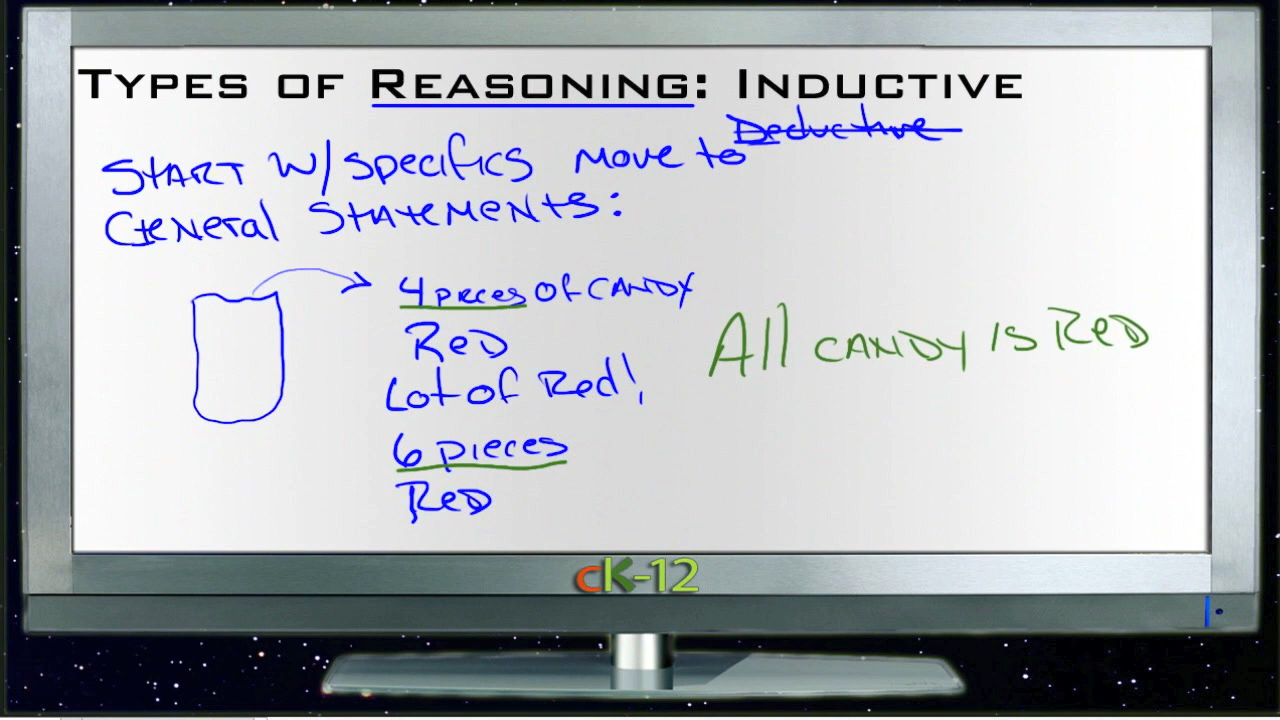 TYPES OF REASONING: INDUCTIVE
Deductive
START W/ SPECIFICS MOVE to
GENERAL STATEMENTS:
4 pieces OF CANDY
ReD
Lot of Red!
6 pieces
ReD
All CANDY is ReD
cK-12